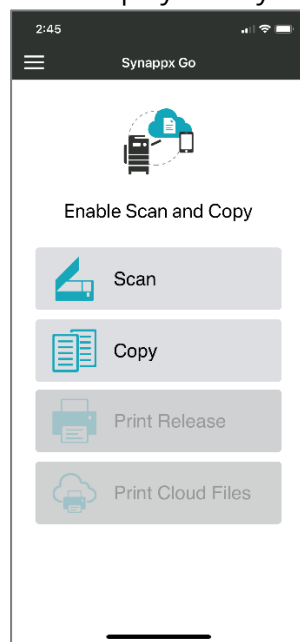 2:45
Synappx Go
Enable Scan and Copy
Scan
Copy
Print Release
Print Cloud Files